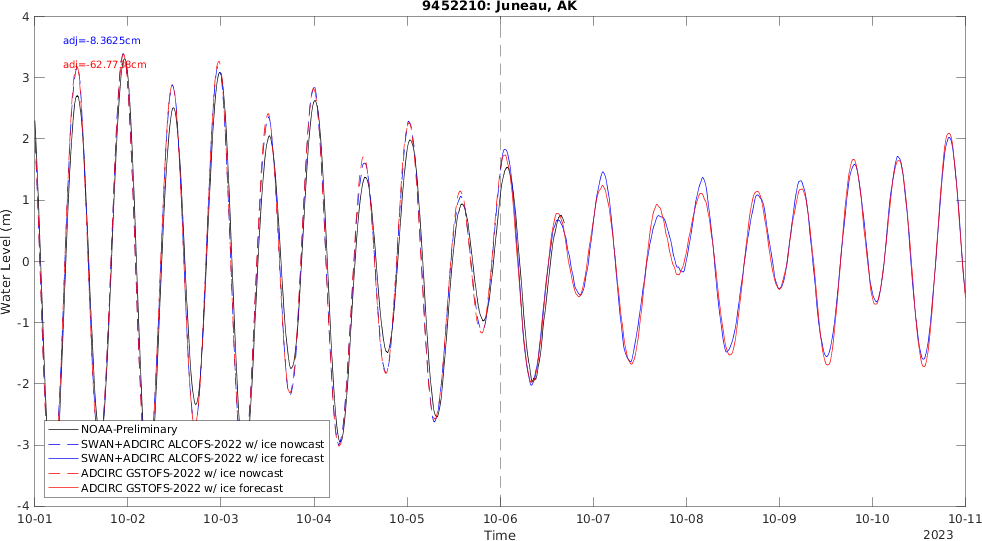 9452210: Juneau, AK
adj=-8.3625cm
adj=-62.7738cm
Water Level (m)
4
3
2
1
0
-1
-2
-3
-4
NOAA-Preliminary
SWAN+ADCIRC ALCOFS-2022 w/ ice nowcast
SWAN+ADCIRC ALCOFS-2022 w/ ice forecast
ADCIRC GSTOFS-2022 w/ ice nowcast
ADCIRC GSTOFS-2022 w/ ice forecast
10-01 10-02 10-03 10-04 10-05 10-06 10-07 10-08 10-09 10-10 10-11
Time
2023